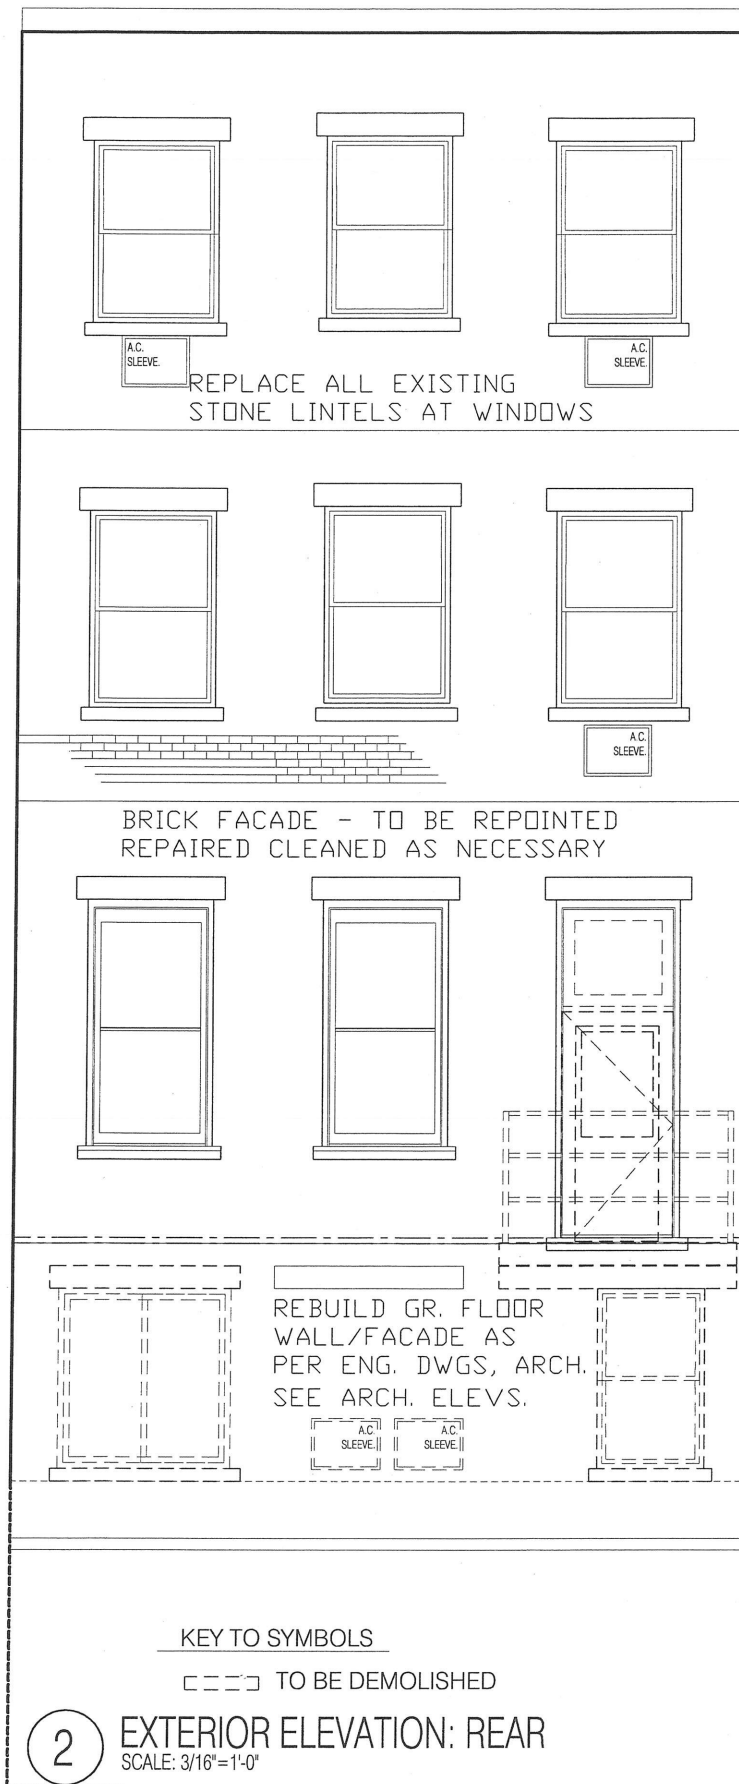 A.C.
SLEEVE.
A.C.
SLEEVE.
REPLACE ALL EXISTING
STONE LINTELS AT WINDOWS
A.C.
SLEEVE.
BRICK FACADE - TO BE REPOINTED
REPAIRED CLEANED AS NECESSARY
REBUILD GR. FLOOR
WALL/FACADE AS
PER ENG. DWGS, ARCH.
SEE ARCH. ELEVS.
A.C.
SLEEVE.
A.C.
SLEEVE.
KEY TO SYMBOLS
TO BE DEMOLISHED
2
EXTERIOR ELEVATION: REAR
SCALE: 3/16"=1'-0"